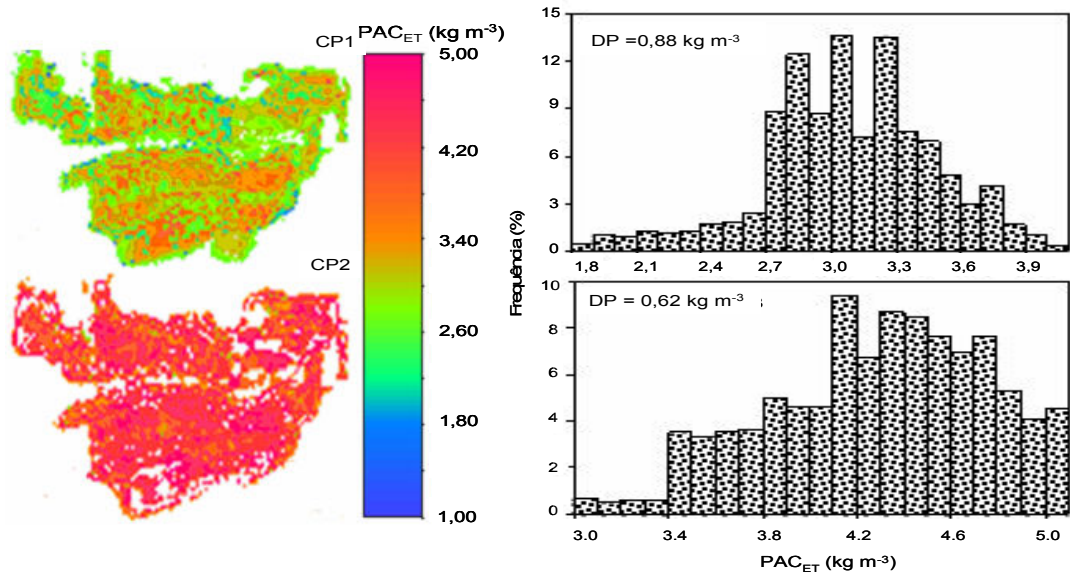 CP1
PAC_ET (kg m⁻³)
5,00
4,20
3,40
2,60
1,80
1,00
CP2
Frequência (%)
15
12
9
6
3
0
DP =0,88 kg m⁻³
1,8 2,1 2,4 2,7 3,0 3,3 3,6 3,9
10
8
6
4
2
0
DP = 0,62 kg m⁻³
3.0 3.4 3.8 4.2 4.6 5.0
PAC_ET (kg m⁻³)